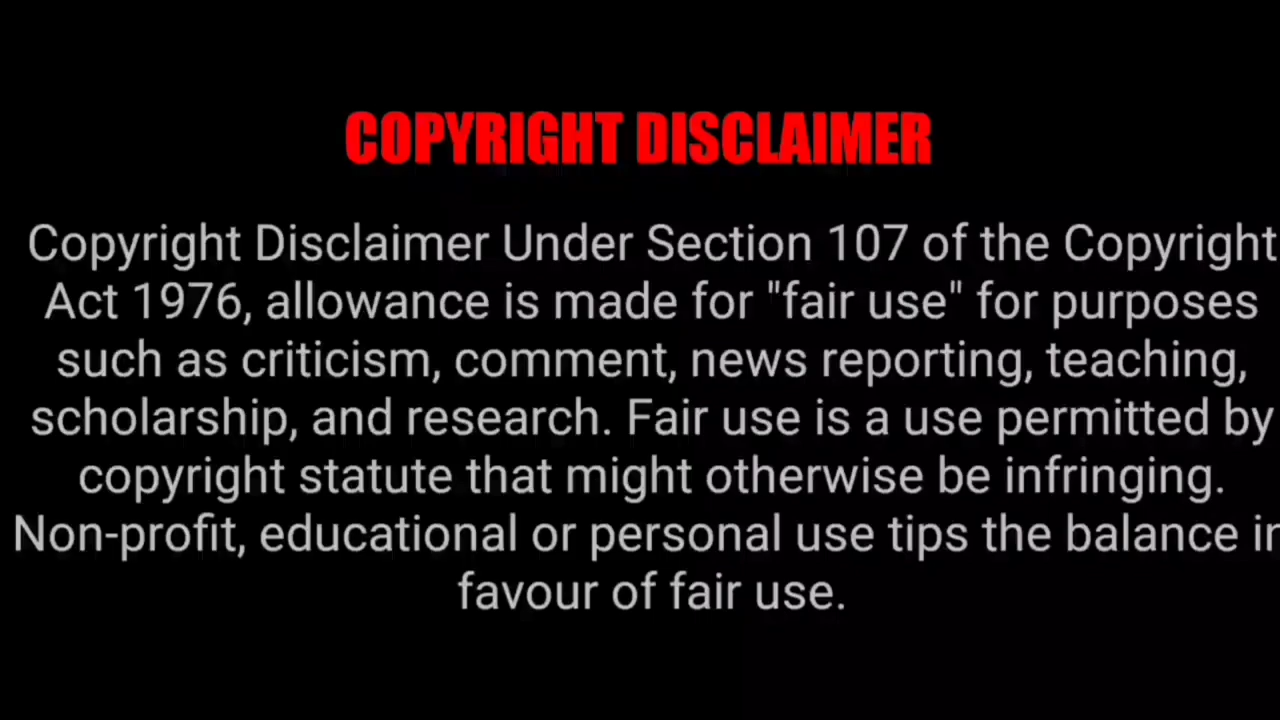 COPYRIGHT DISCLAIMER
Copyright Disclaimer Under Section 107 of the Copyright
Act 1976, allowance is made for "fair use" for purposes
such as criticism, comment, news reporting, teaching,
scholarship, and research. Fair use is a use permitted by
copyright statute that might otherwise be infringing.
Non-profit, educational or personal use tips the balance in
favour of fair use.